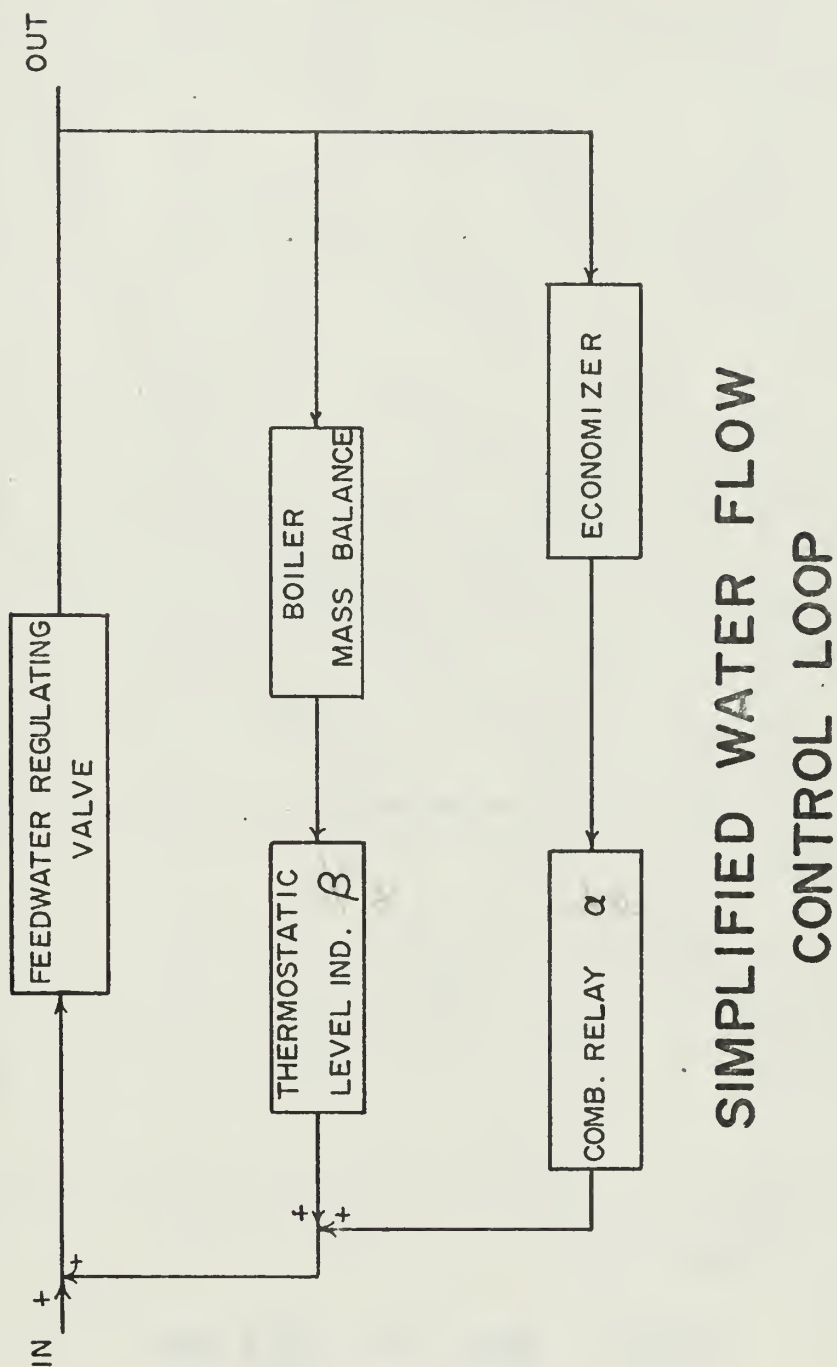 IN
+
+
FEEDWATER REGULATING
VALVE
OUT
+
+
THERMOSTATIC
LEVEL IND. β
BOILER
MASS BALANCE
COMB. RELAY α
ECONOMIZER
SIMPLIFIED WATER FLOW
CONTROL LOOP